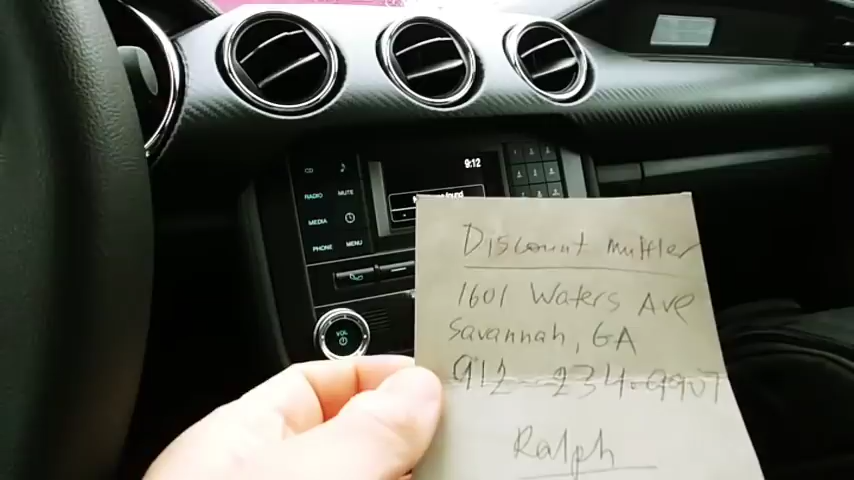 9:12
CD
RADIO
MUTE
MEDIA
PHONE
MENU
found
VOL
Discount Muffler
1601 Waters Ave
Savannah, GA
912-234-9907
Ralph